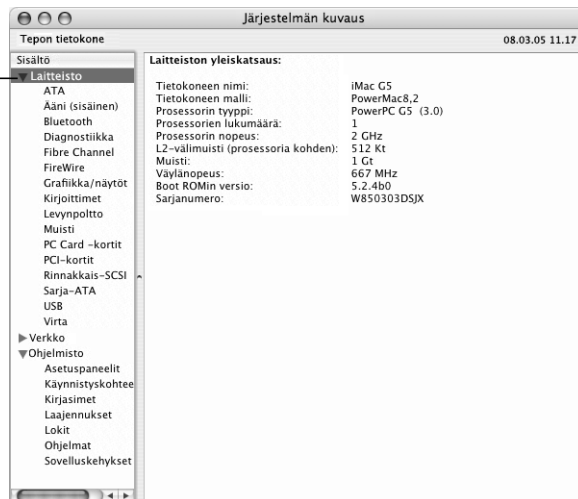 Järjestelmän kuvaus
Tepon tietokone
08.03.05 11.17
Sisältö
Laitteisto
ATA
Ääni (sisäinen)
Bluetooth
Diagnostiikka
Fibre Channel
FireWire
Grafiikka/näytöt
Kirjoittimet
Levynpoltto
Muisti
PC Card -kortit
PCI-kortit
Rinnakkais-SCSI
Sarja-ATA
USB
Virta
Verkko
Ohjelmisto
Asetuspaneelit
Käynnistyskohtee
Kirjasimet
Laajennukset
Lokit
Ohjelmat
Sovelluskehykset
Laitteiston yleiskatsaus:
Tietokoneen nimi: iMac G5
Tietokoneen malli: PowerMac8,2
Prosessorin tyyppi: PowerPC G5 (3.0)
Prosessorien lukumäärä: 1
Prosessorin nopeus: 2 GHz
L2-välimuisti (prosessoria kohden): 512 Kt
Muisti: 1 Gt
Väylänopeus: 667 MHz
Boot ROMin versio: 5.2.4b0
Sarjanumero: W850303DSJX